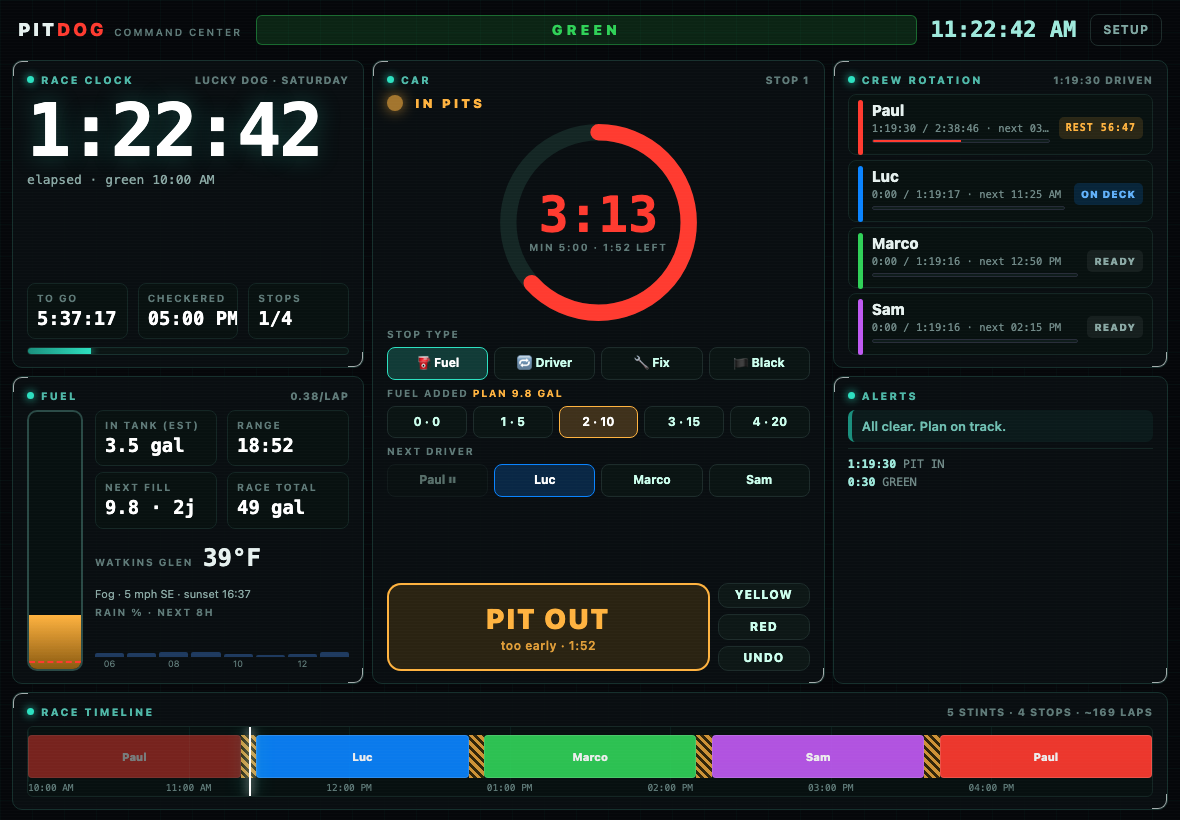 PITDOG COMMAND CENTER
GREEN
11:22:42 AM
SETUP
RACE CLOCK
LUCKY DOG · SATURDAY
1:22:42
elapsed · green 10:00 AM
TO GO
5:37:17
CHECKERED
05:00 PM
STOPS
1/4
FUEL
0.38/LAP
IN TANK (EST)
3.5 gal
RANGE
18:52
NEXT FILL
9.8 · 2j
RACE TOTAL
49 gal
WATKINS GLEN 39°F
Fog · 5 mph SE · sunset 16:37
RAIN % · NEXT 8H
06 08 10 12
CAR
STOP 1
IN PITS
3:13
MIN 5:00 · 1:52 LEFT
STOP TYPE
Fuel
Driver
Fix
Black
FUEL ADDED PLAN 9.8 GAL
0 · 0
1 · 5
2 · 10
3 · 15
4 · 20
NEXT DRIVER
Paul
Luc
Marco
Sam
PIT OUT
too early · 1:52
YELLOW
RED
UNDO
CREW ROTATION
1:19:30 DRIVEN
Paul
1:19:30 / 2:38:46 · next 03…
REST 56:47
Luc
0:00 / 1:19:17 · next 11:25 AM
ON DECK
Marco
0:00 / 1:19:16 · next 12:50 PM
READY
Sam
0:00 / 1:19:16 · next 02:15 PM
READY
ALERTS
All clear. Plan on track.
1:19:30 PIT IN
0:30 GREEN
RACE TIMELINE
5 STINTS · 4 STOPS · ~169 LAPS
Paul
Luc
Marco
Sam
Paul
10:00 AM
11:00 AM
12:00 PM
01:00 PM
02:00 PM
03:00 PM
04:00 PM